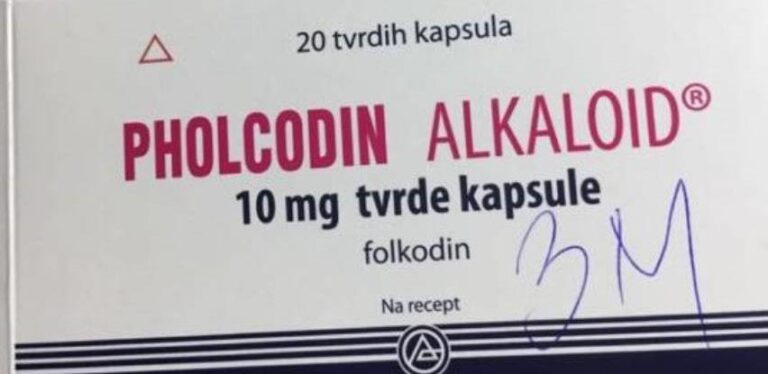 20 tvrdih kapsula
PHOLCODIN ALKALOID®
10 mg tvrde kapsule
folkodin
3M
Na recept